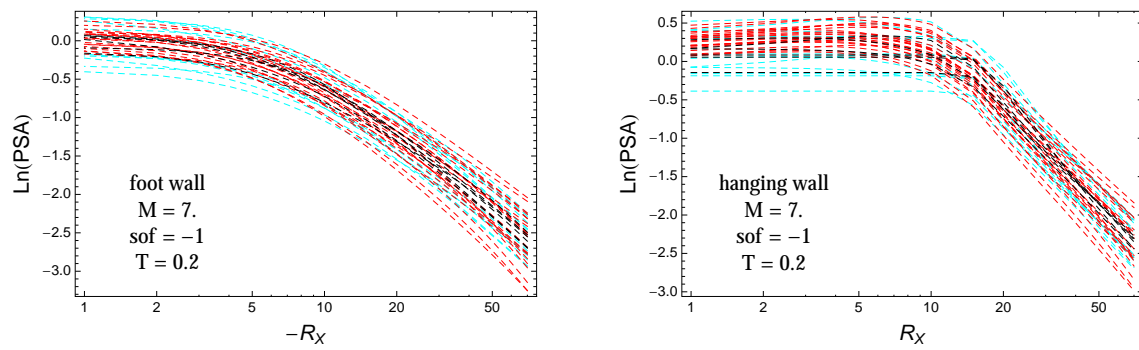 0.0
−0.5
−1.0
−1.5
−2.0
−2.5
−3.0
Ln(PSA)
foot wall
M = 7.
sof = −1
T = 0.2
1 2 5 10 20 50
−R_X
0.5
0.0
−0.5
−1.0
−1.5
−2.0
−2.5
−3.0
Ln(PSA)
hanging wall
M = 7.
sof = −1
T = 0.2
1 2 5 10 20 50
R_X